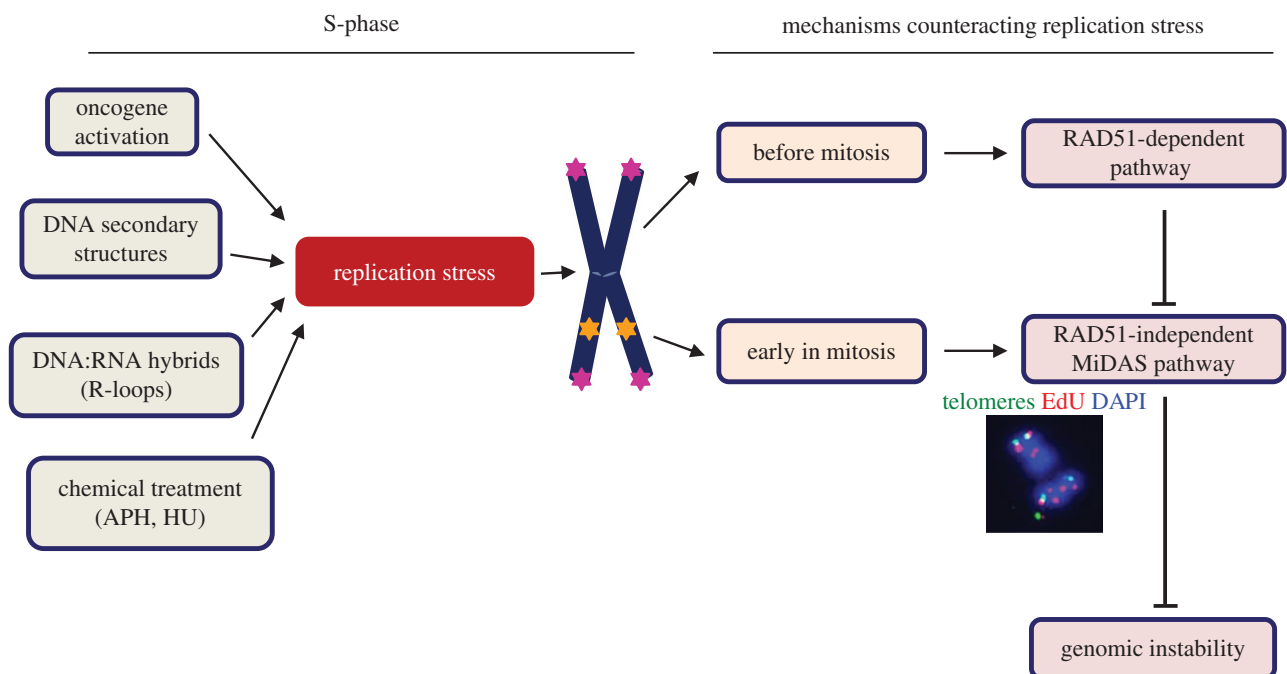 S-phase
mechanisms counteracting replication stress
oncogene
activation
DNA secondary
structures
DNA:RNA hybrids
(R-loops)
chemical treatment
(APH, HU)
replication stress
before mitosis
early in mitosis
RAD51-dependent
pathway
RAD51-independent
MiDAS pathway
telomeres EdU DAPI
genomic instability